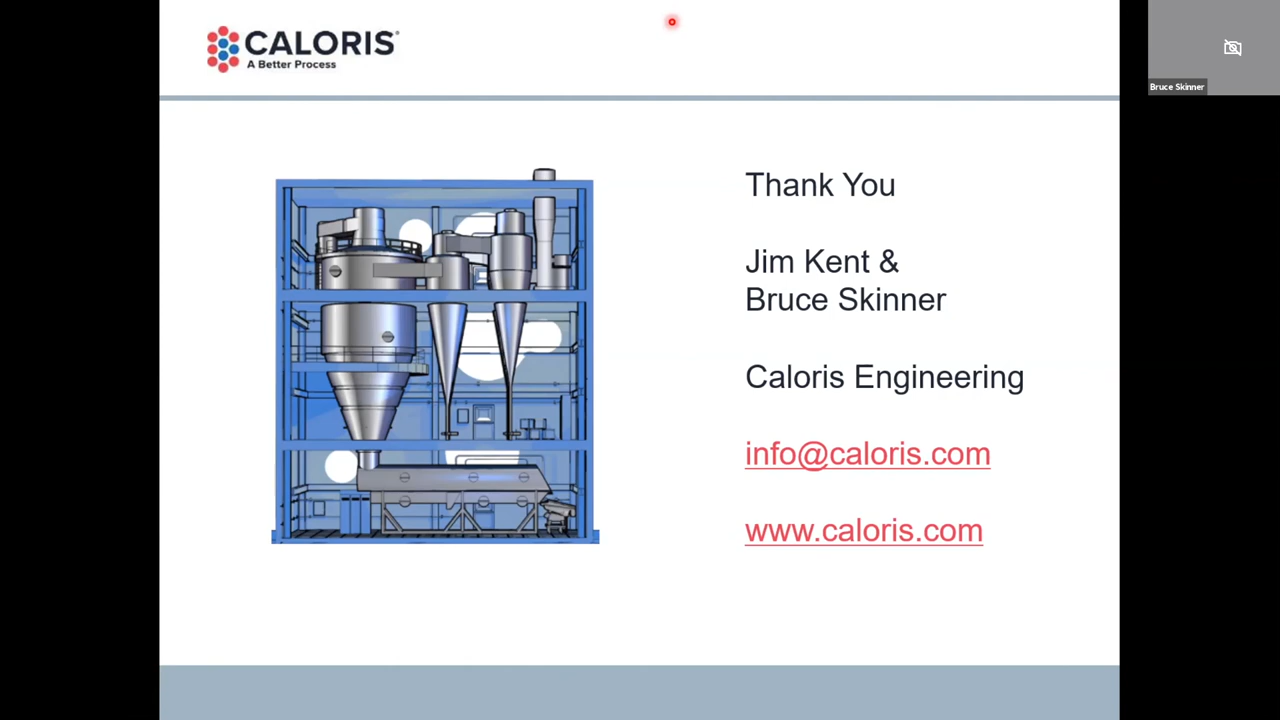 CALORIS®
A Better Process
Bruce Skinner
Thank You
Jim Kent &
Bruce Skinner
Caloris Engineering
info@caloris.com
www.caloris.com